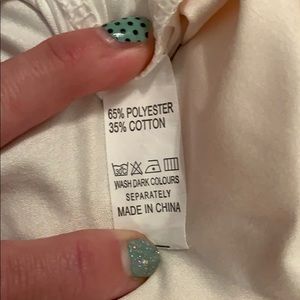 65% POLYESTER
35% COTTON
WASH DARK COLOURS
SEPARATELY
MADE IN CHINA